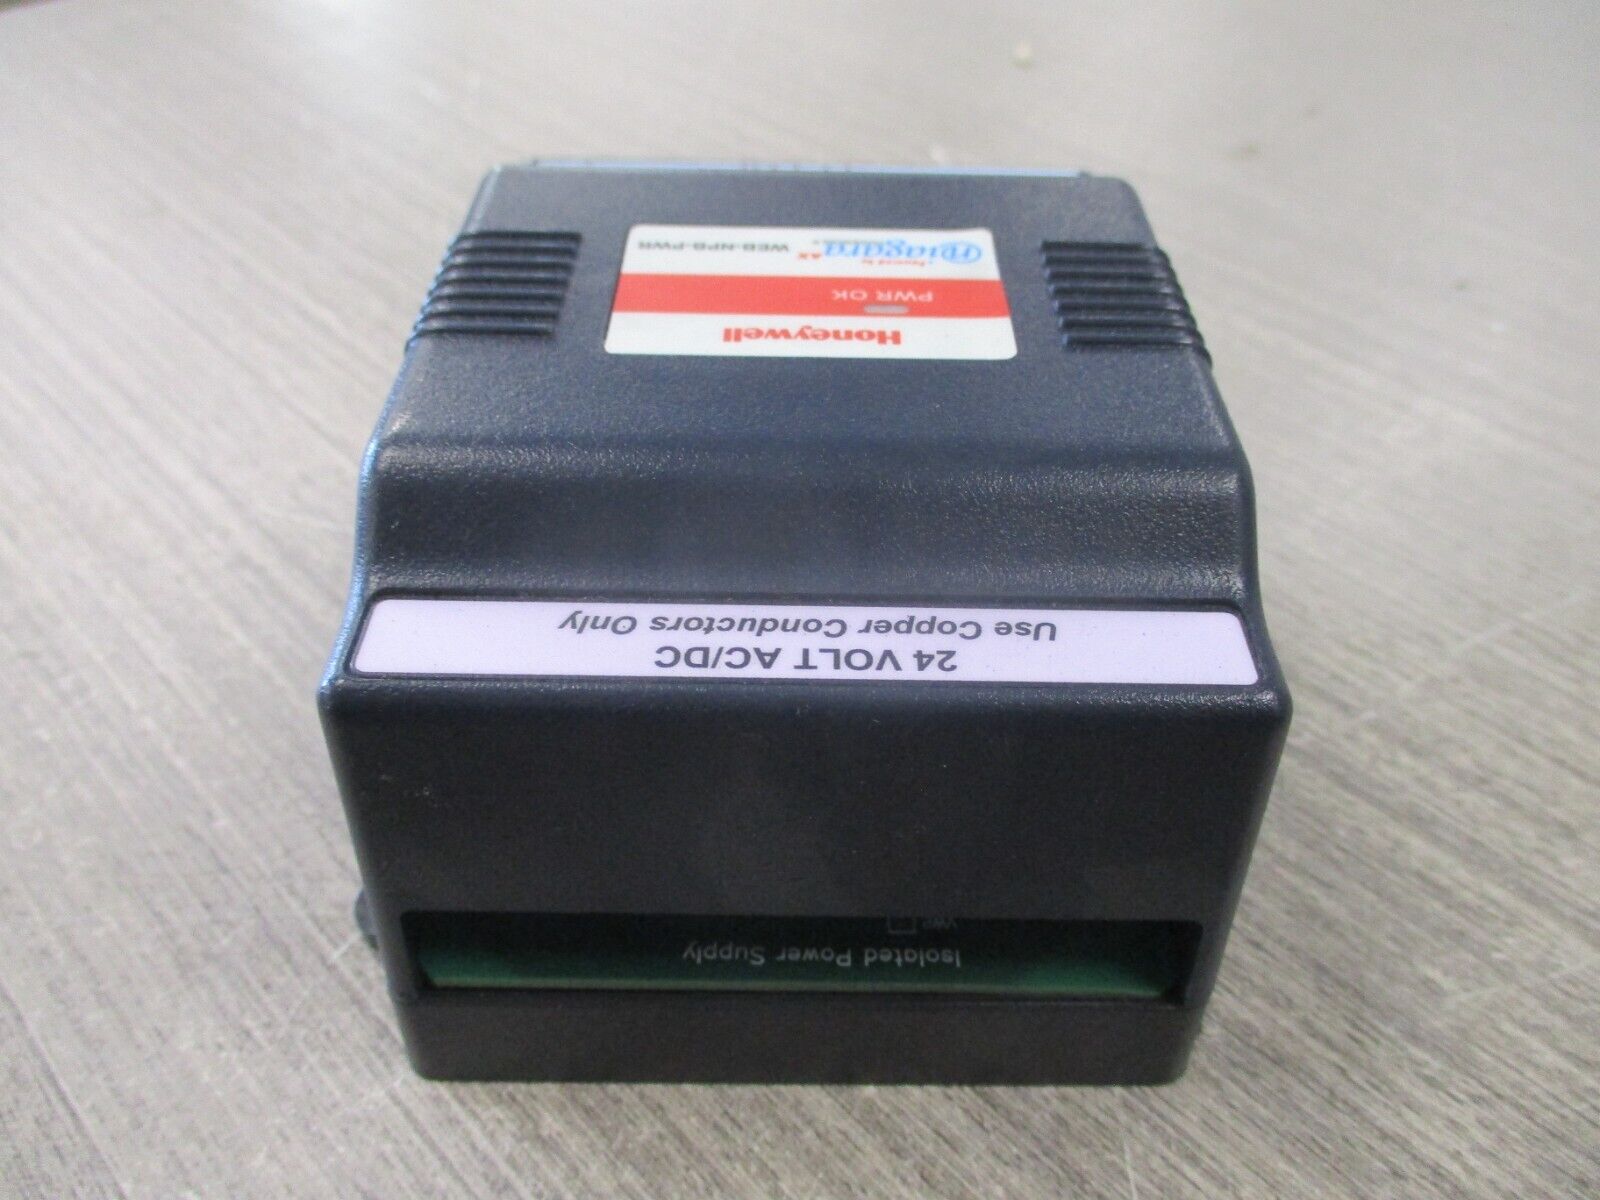 Honeywell
PWR OK
Powered by
Niagara AX
WEB-NPB-PWR
24 VOLT AC/DC
Use Copper Conductors Only
Isolated Power Supply